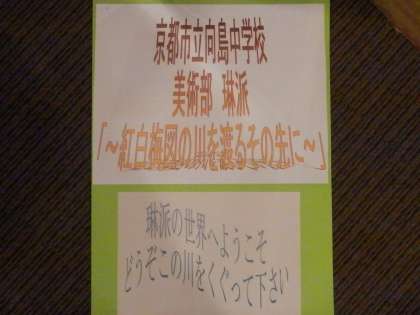 京都市立向島中学校
美術部 琳派
「~紅白梅図の川を渡るその先に~」
琳派の世界へようこそ
どうぞこの川をくぐって下さい